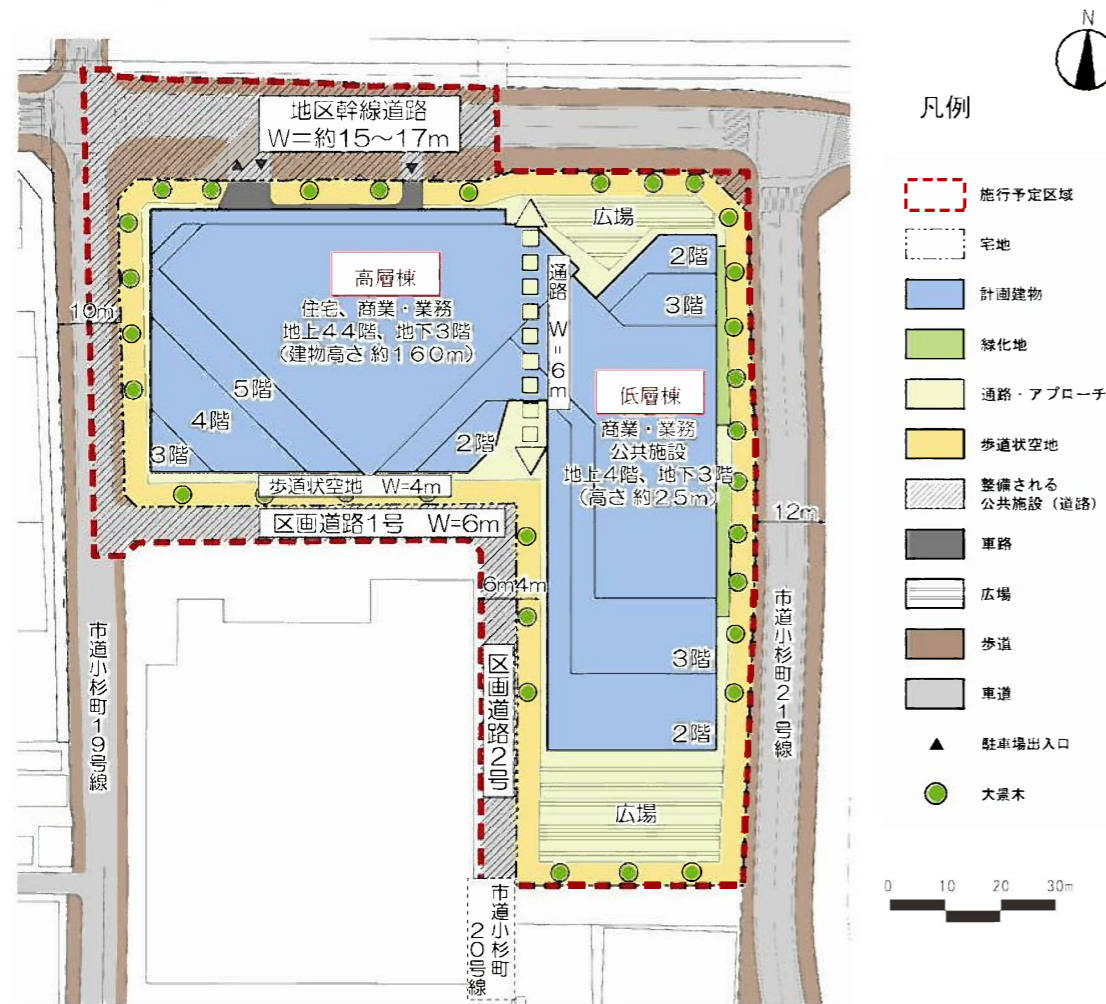 N
凡例
施行予定区域
宅地
計画建物
緑化地
通路・アプローチ
歩道状空地
整備される
公共施設（道路）
車路
広場
歩道
車道
駐車場出入口
大景木
0 10 20 30m
地区幹線道路
W=約15～17m
広場
2階
3階
高層棟
住宅、商業・業務
地上44階、地下3階
(建物高さ 約160m)
通路 W=6m
10m
5階
4階
3階
2階
低層棟
商業・業務
公共施設
地上4階、地下3階
(高さ 約25m)
歩道状空地 W=4m
区画道路1号 W=6m
12m
6m
4m
市道小杉町19号線
区画道路2号
3階
2階
市道小杉町21号線
広場
市道小杉町
20号線